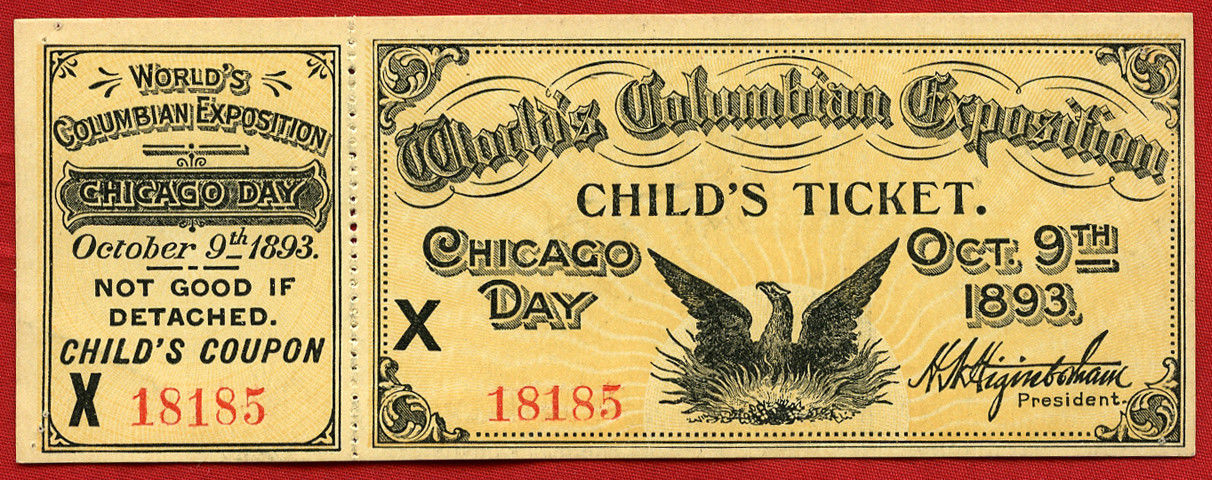 WORLD'S
COLUMBIAN EXPOSITION
CHICAGO DAY
October 9th 1893.
NOT GOOD IF
DETACHED.
CHILD'S COUPON
X 18185
World's Columbian Exposition
CHILD'S TICKET.
CHICAGO
DAY
OCT. 9TH
1893.
X
18185
H. N. Higinbotham
President.